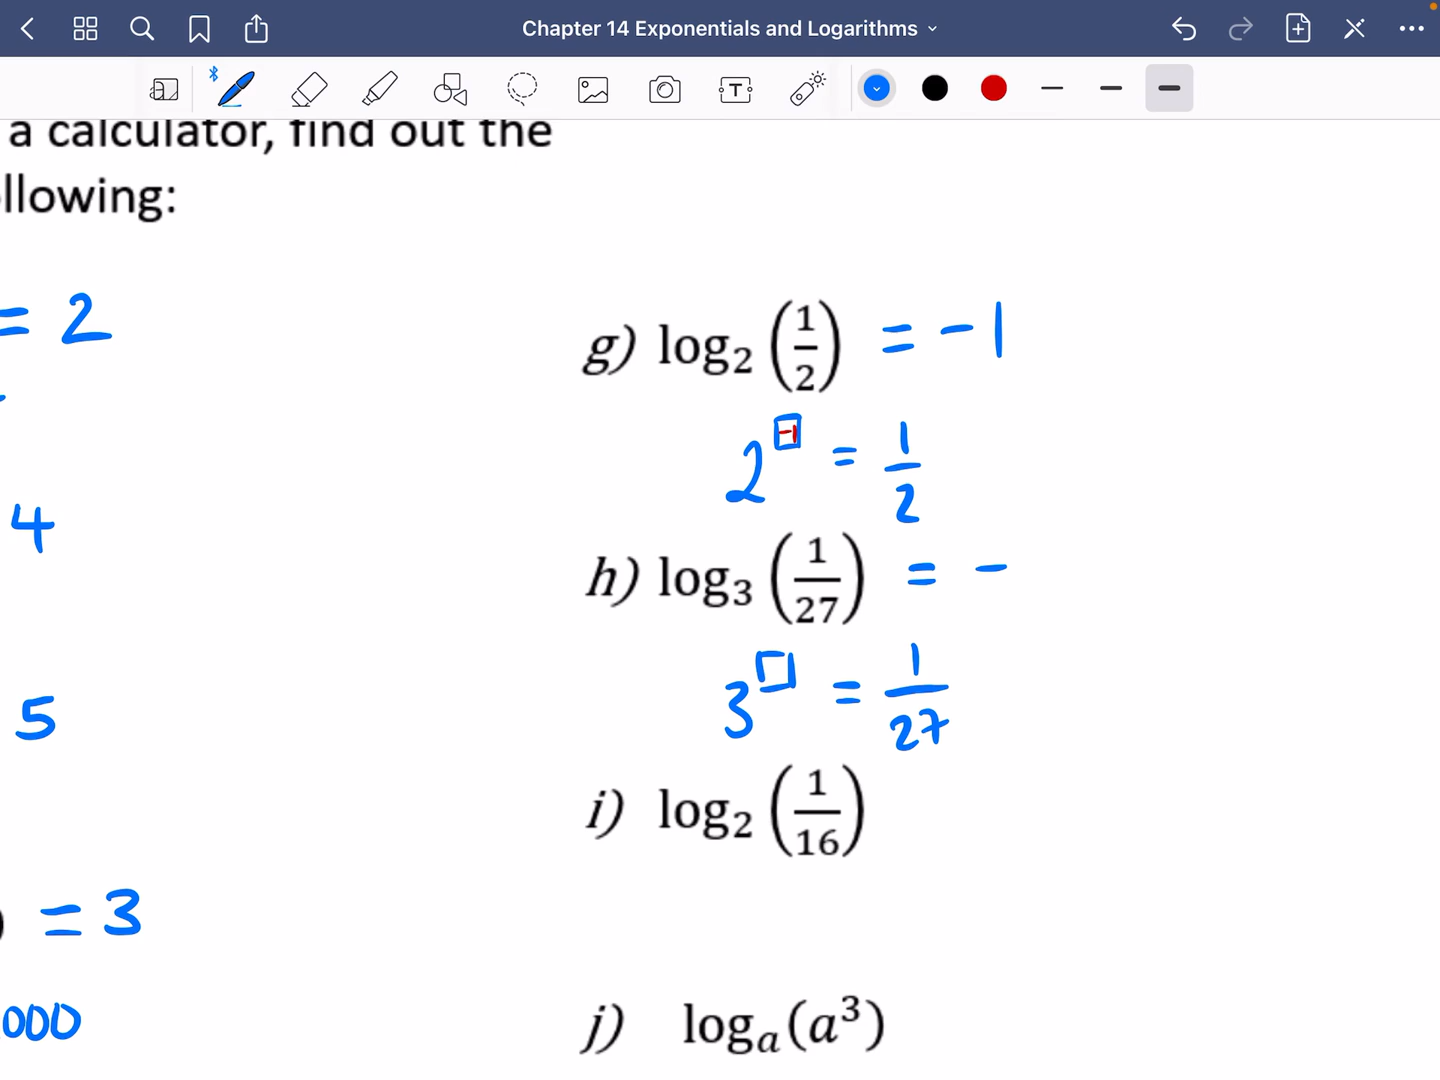 Chapter 14 Exponentials and Logarithms
a calculator, find out the
llowing:
= 2
g) log₂ (1/2) = -1
2^-1 = 1/2
4
h) log₃ (1/27) = -
3^□ = 1/27
5
i) log₂ (1/16)
= 3
000
j) logₐ(a³)